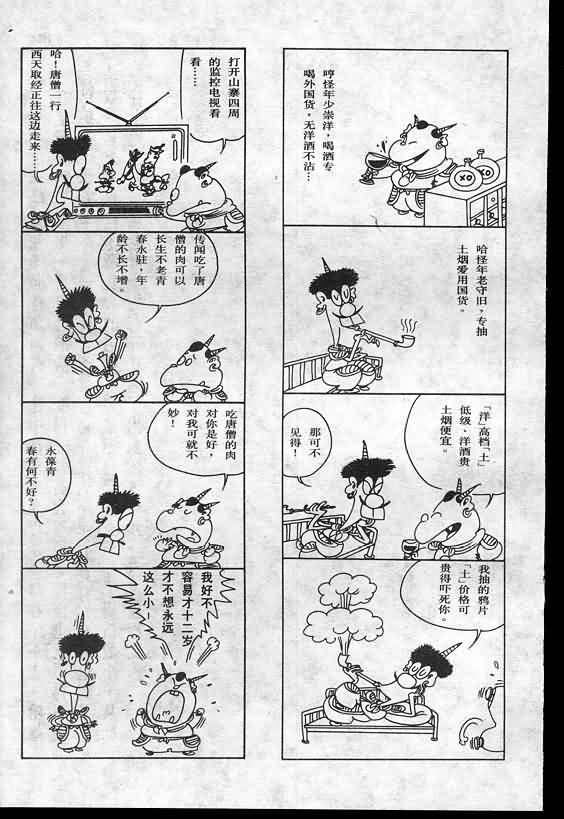 哼怪年少崇洋，喝酒专
喝外国货，无洋酒不沾…
XO
XO
哈怪年老守旧，专抽
土烟爱用国货。
「洋」高档「土」
低级、洋酒贵
土烟便宜。
那可不
见得！
我抽的鸦片
「土」价格可
贵得吓死你。
打开山寨四周
的监控电视看
看……
哈！唐僧一行
西天取经正往这边走来……
传闻吃了唐
僧的肉可以
长生不老青
春永驻，年
龄不长不增。
吃唐僧的肉
对你是好，
对我可就不
妙！
永葆青
春有何不好？
我好不
容易才十二岁
才不想永远
这么小～